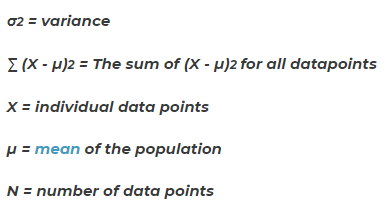 σ2 = variance
∑ (X - µ)2 = The sum of (X - µ)2 for all datapoints
X = individual data points
µ = mean of the population
N = number of data points